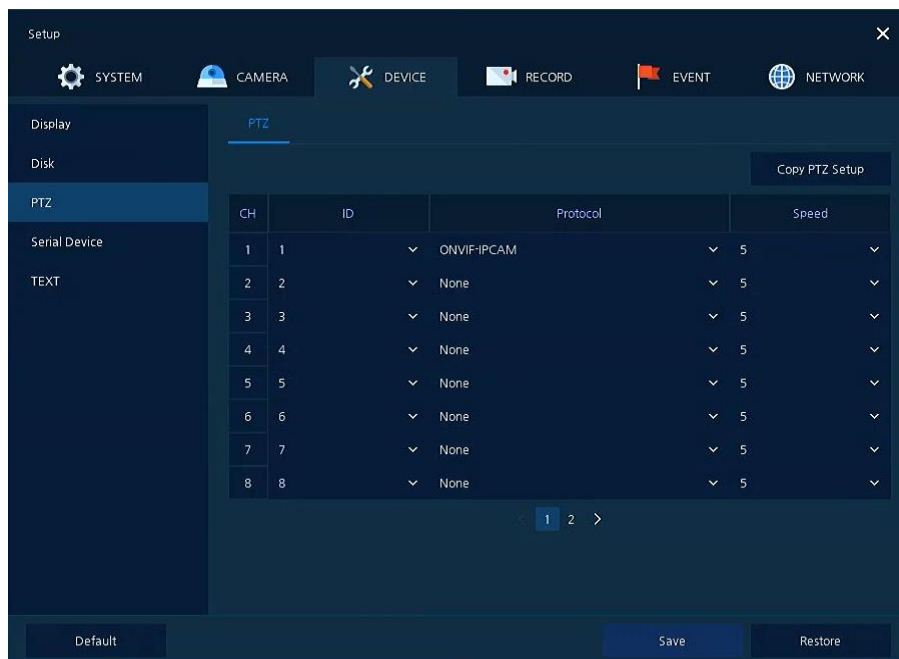 Setup
SYSTEM CAMERA DEVICE RECORD EVENT NETWORK
Display
Disk
PTZ
Serial Device
TEXT
PTZ
Copy PTZ Setup
CH ID Protocol Speed
1 1 ONVIF-IPCAM 5
2 2 None 5
3 3 None 5
4 4 None 5
5 5 None 5
6 6 None 5
7 7 None 5
8 8 None 5
1 2
Default Save Restore